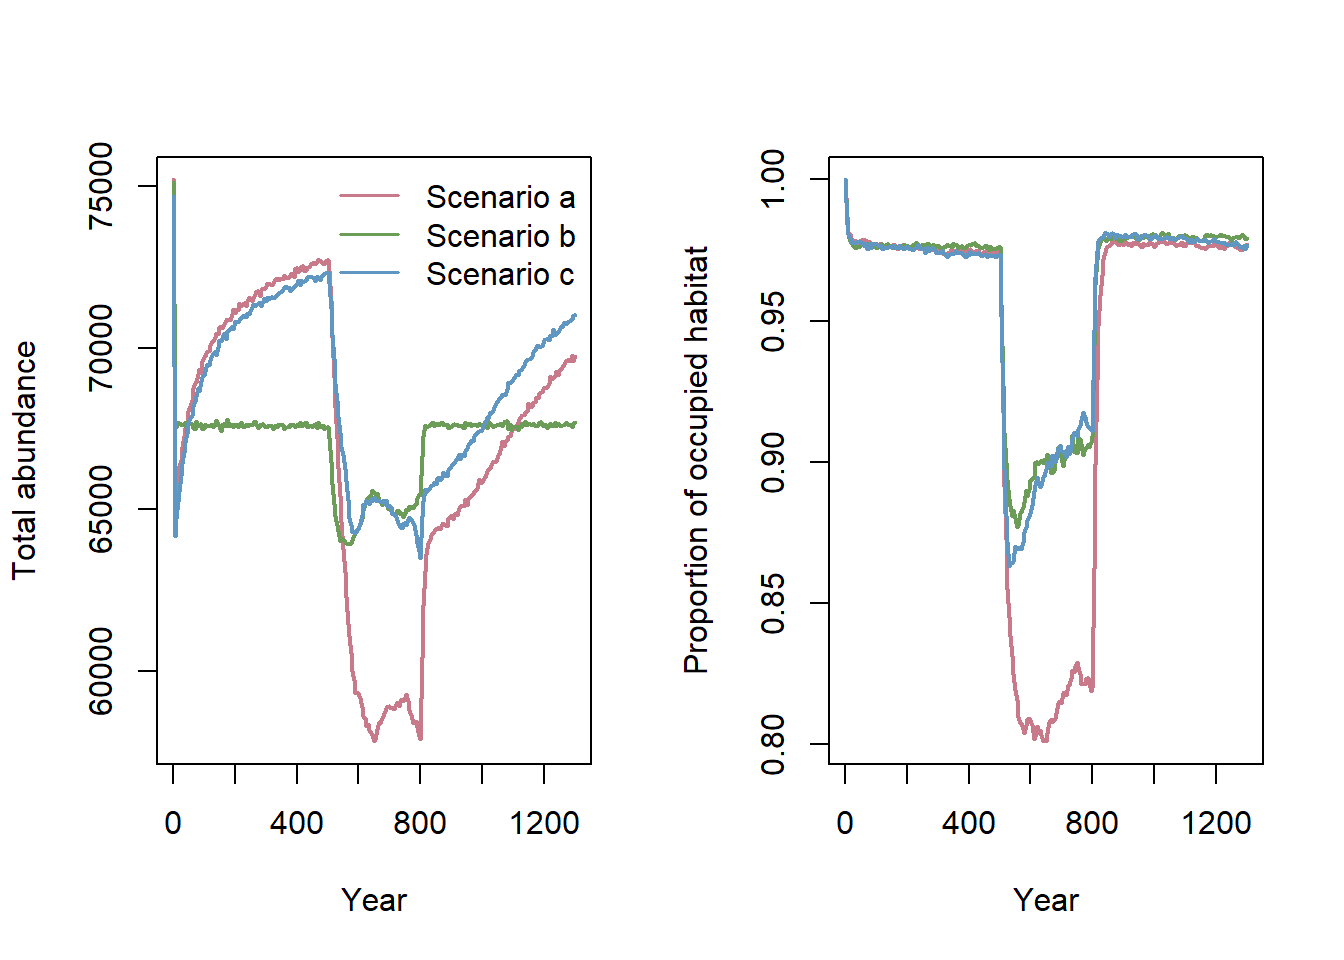 Total abundance
75000
70000
65000
60000
Scenario a
Scenario b
Scenario c
0 400 800 1200
Year
Proportion of occupied habitat
1.00
0.95
0.90
0.85
0.80
0 400 800 1200
Year